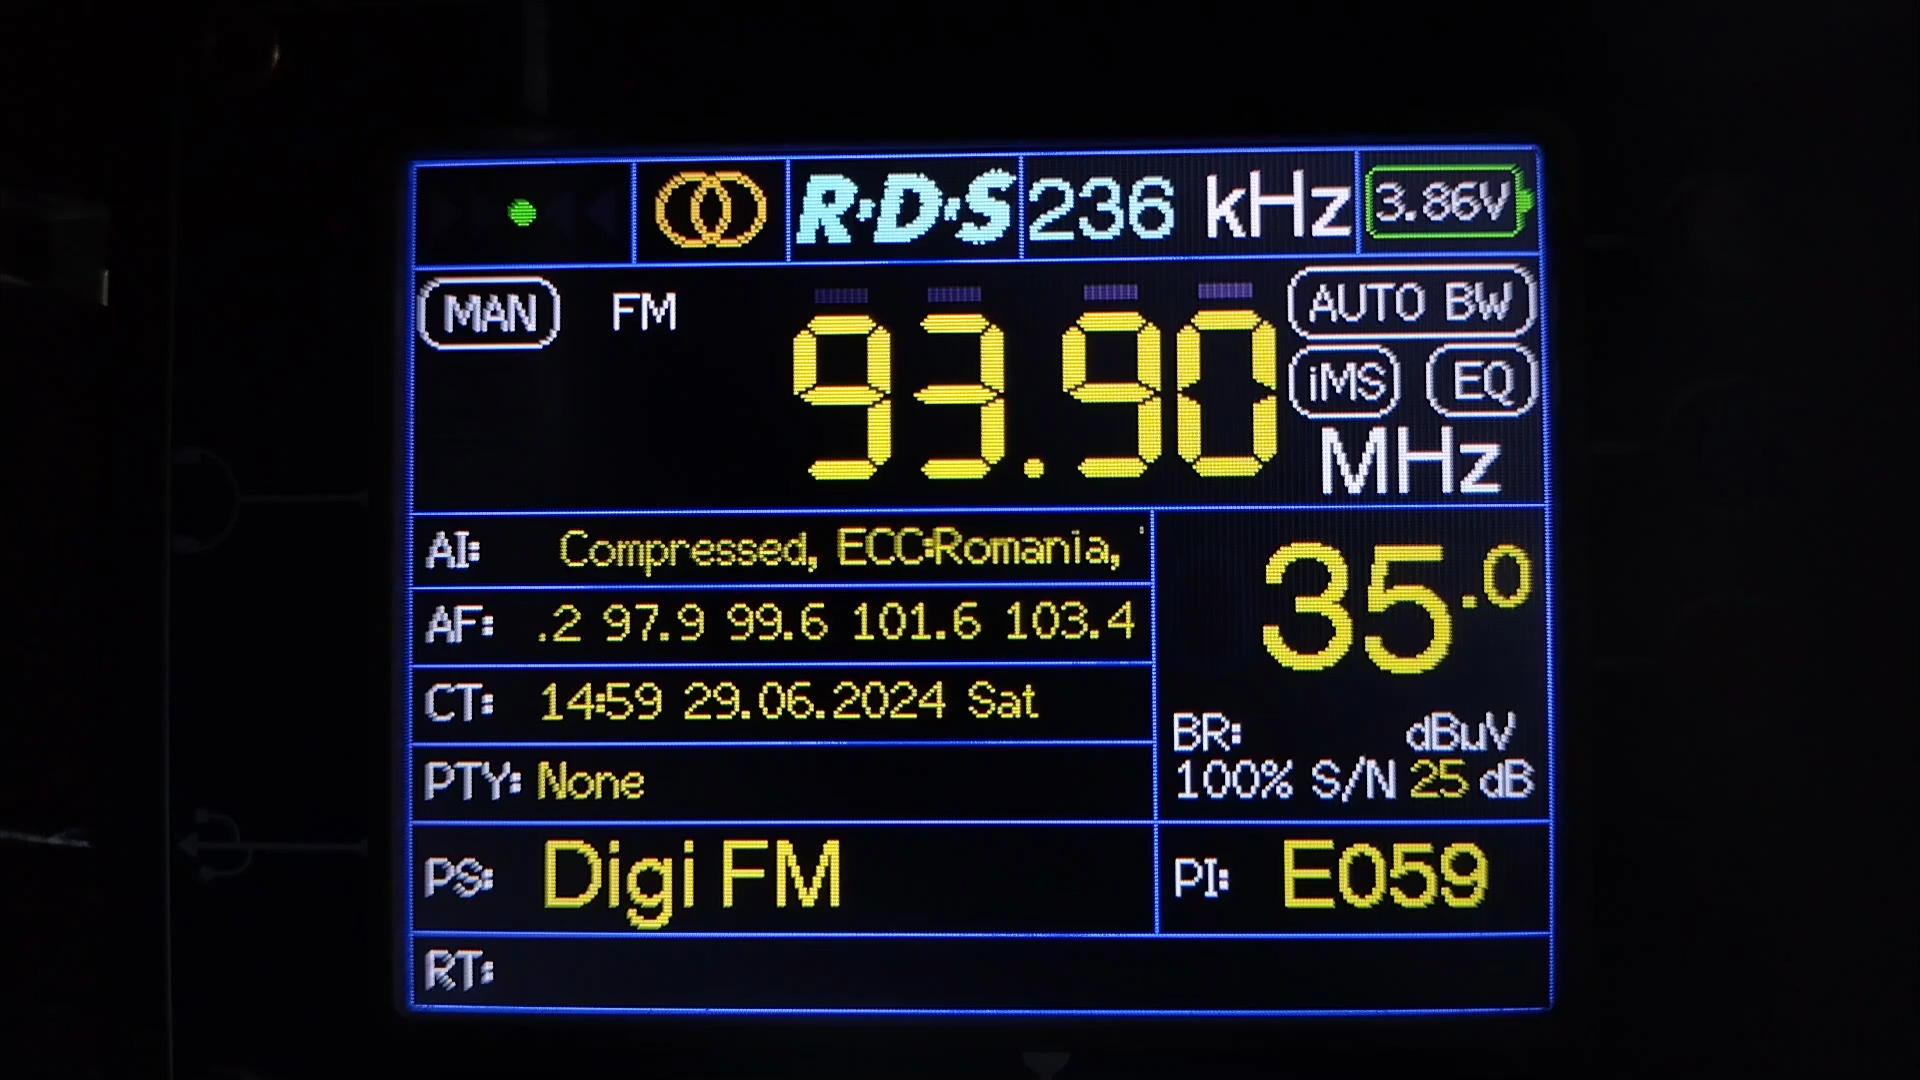 R·D·S 236 kHz 3.86V
MAN FM 93.90 AUTO BW
iMS EQ
MHz
AI: Compressed, ECC:Romania,
35.0
AF: .2 97.9 99.6 101.6 103.4
CT: 14:59 29.06.2024 Sat
BR: dBuV
PTY: None
100% S/N 25 dB
PS: Digi FM
PI: E059
RT: